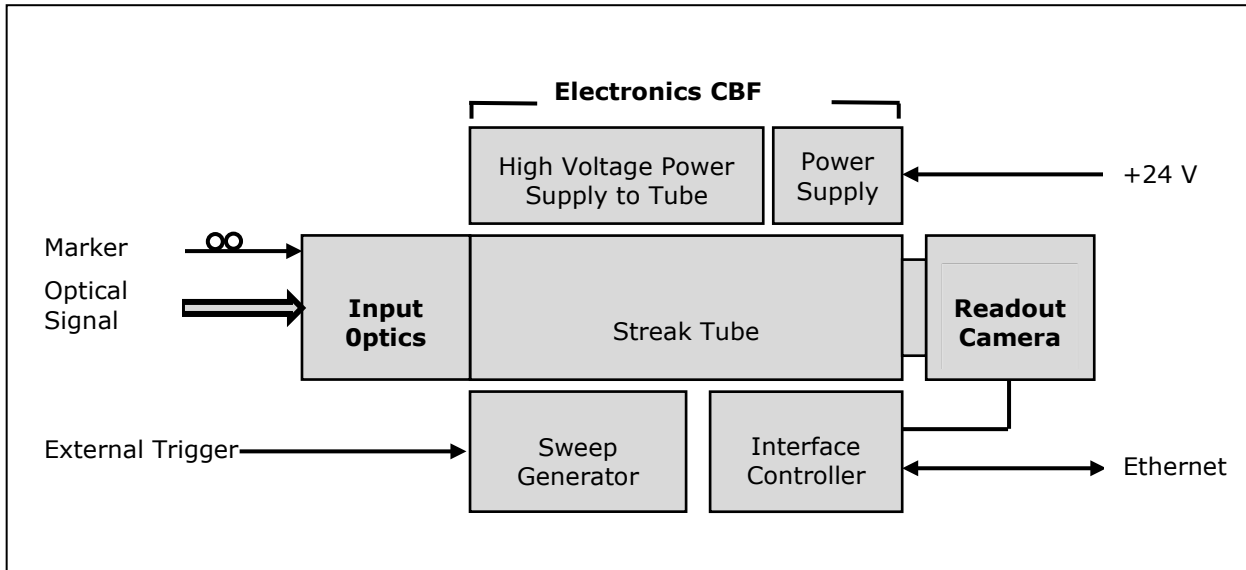 Electronics CBF
High Voltage Power
Supply to Tube
Power
Supply
+24 V
Marker
Optical
Signal
Input
0ptics
Streak Tube
Readout
Camera
External Trigger
Sweep
Generator
Interface
Controller
Ethernet